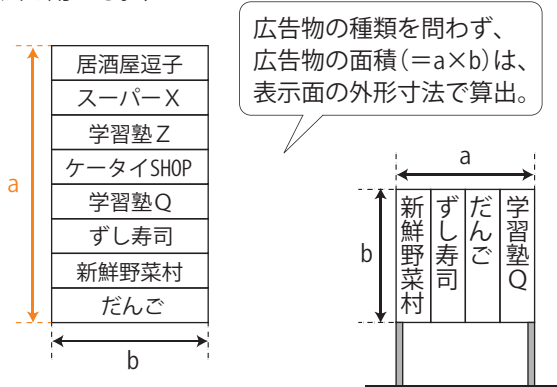 広告物の種類を問わず、
広告物の面積（＝a×b）は、
表示面の外形寸法で算出。
a
居酒屋逗子
スーパーX
学習塾Z
ケータイSHOP
学習塾Q
ずし寿司
新鮮野菜村
だんご
b
a
b
新鮮野菜村
ずし寿司
だんご
学習塾Q